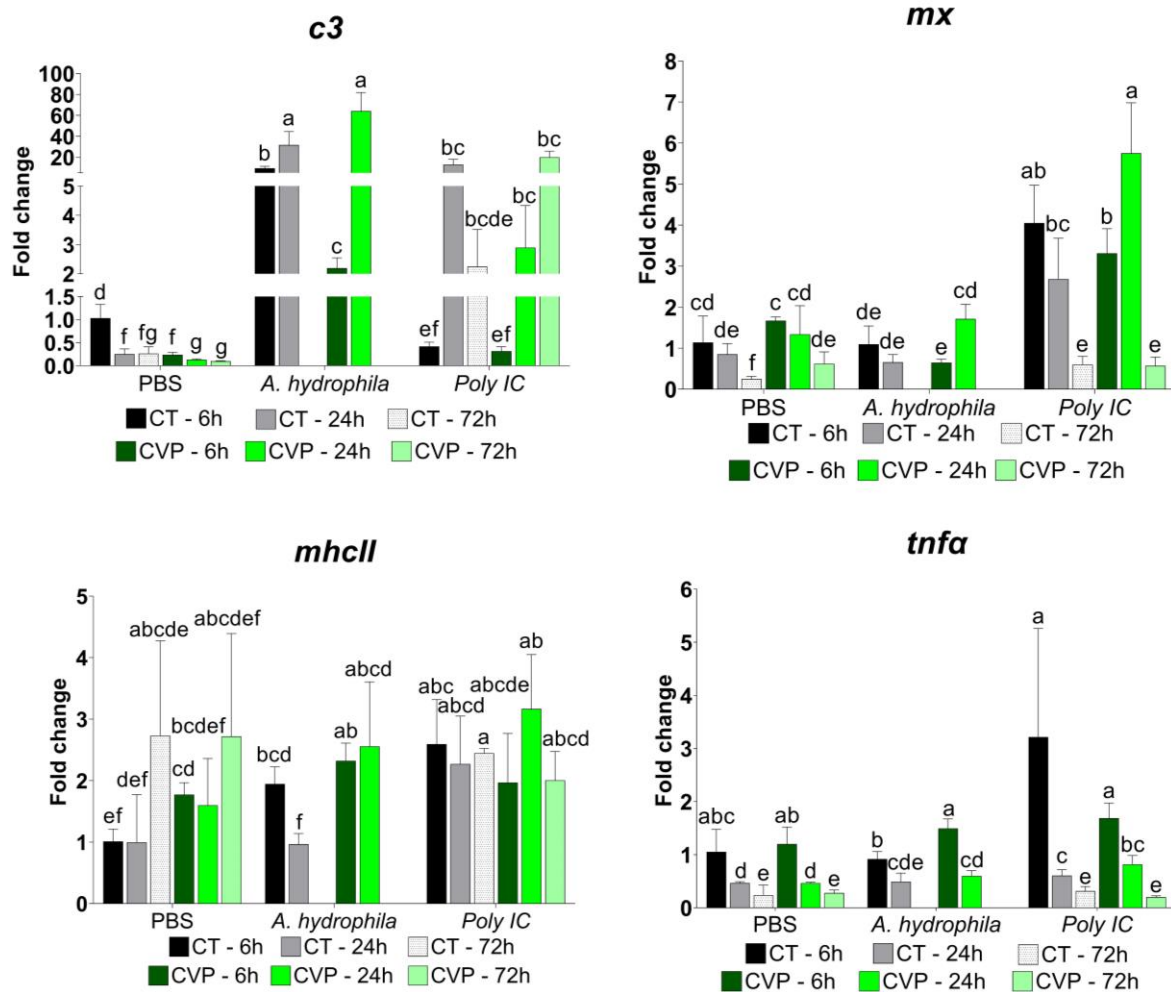 c3
Fold change
100
80
60
40
20
5
4
3
2
1.5
1.0
0.5
0.0
d
f
fg
f
g
g
b
a
c
a
ef
bc
bcde
ef
bc
bc
PBS
A. hydrophila
Poly IC
CT - 6h
CT - 24h
CT - 72h
CVP - 6h
CVP - 24h
CVP - 72h
mx
Fold change
8
7
6
5
4
3
2
1
0
cd
de
f
c
cd
de
de
de
e
cd
ab
bc
e
b
a
e
PBS
A. hydrophila
Poly IC
CT - 6h
CT - 24h
CT - 72h
CVP - 6h
CVP - 24h
CVP - 72h
mhcII
Fold change
5
4
3
2
1
0
ef
def
abcde
cd
bcdef
abcdef
bcd
f
ab
abcd
abc
abcd
a
abcde
ab
abcd
PBS
A. hydrophila
Poly IC
CT - 6h
CT - 24h
CT - 72h
CVP - 6h
CVP - 24h
CVP - 72h
tnfα
Fold change
6
5
4
3
2
1
0
abc
d
e
ab
d
e
b
cde
a
cd
a
c
e
a
bc
e
PBS
A. hydrophila
Poly IC
CT - 6h
CT - 24h
CT - 72h
CVP - 6h
CVP - 24h
CVP - 72h